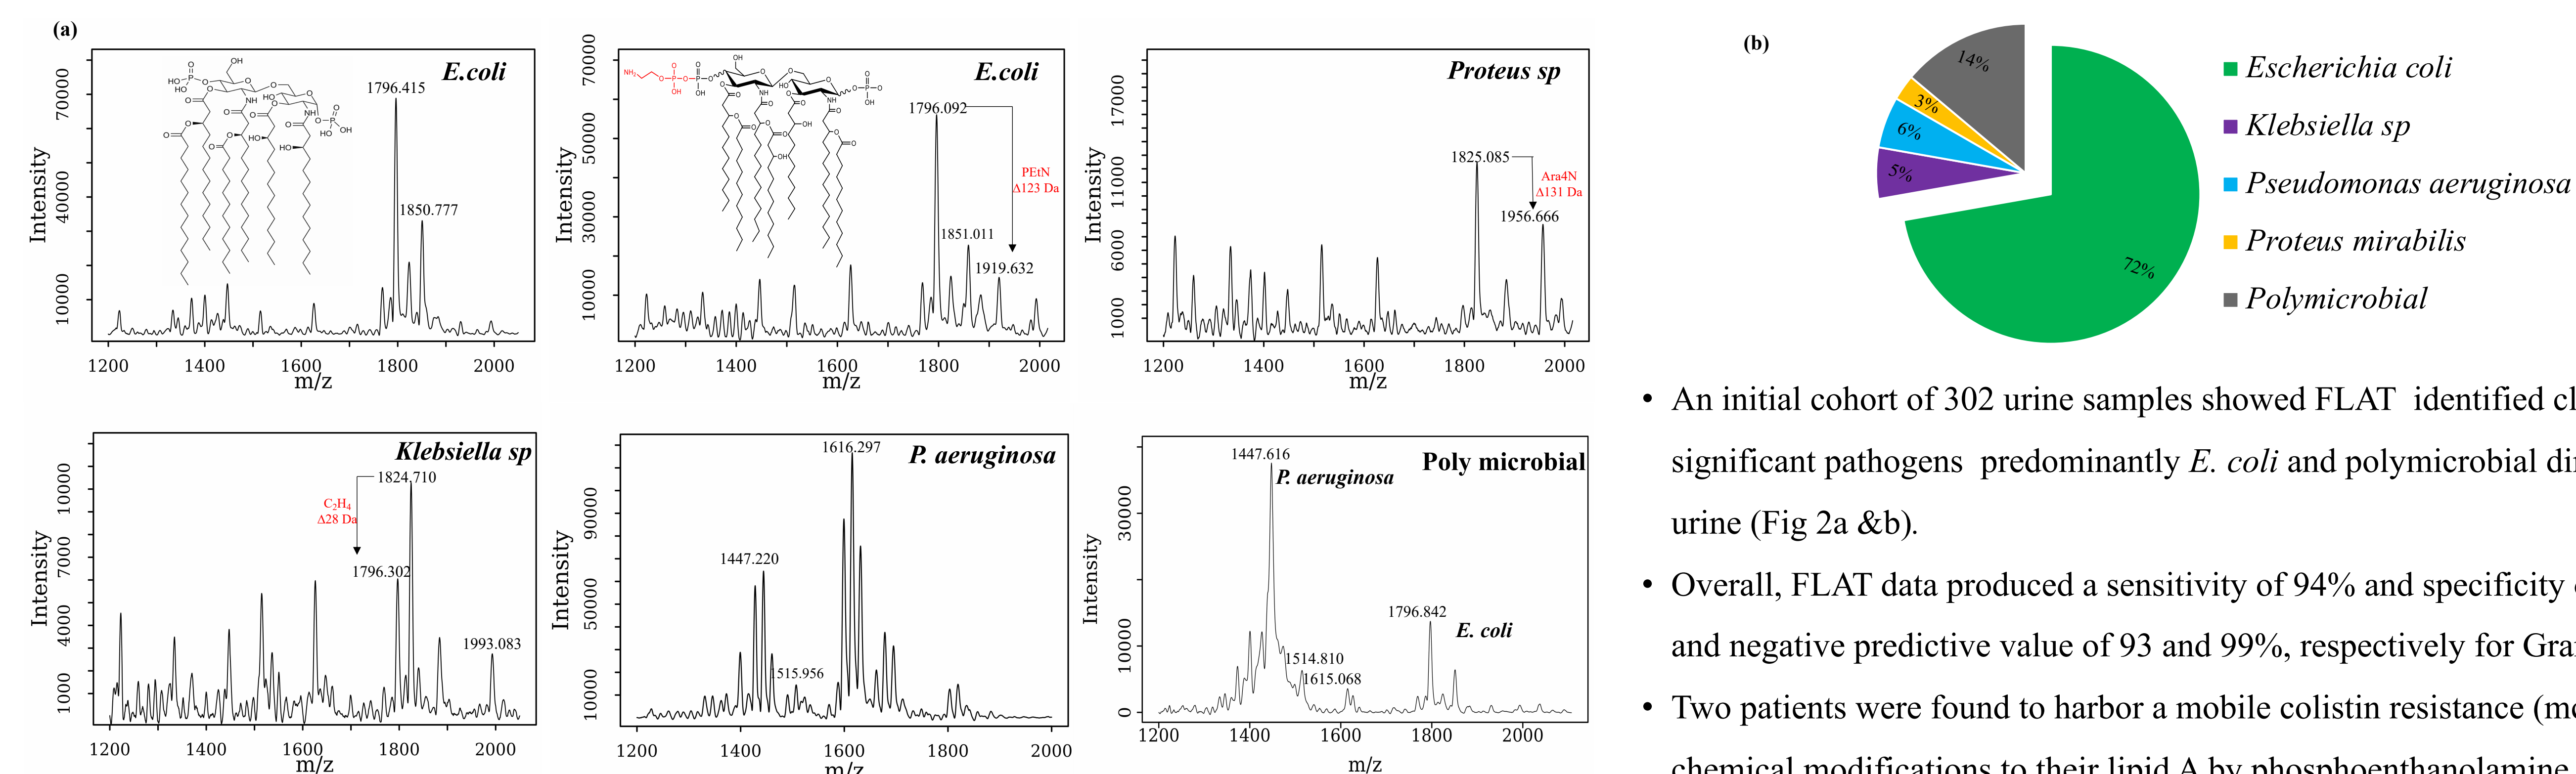 (a)
E.coli
1796.415
1850.777
Intensity
70000
40000
10000
1200 1400 1600 1800 2000
m/z
E.coli
1796.092
PEtN
Δ123 Da
1851.011
1919.632
Intensity
70000
50000
30000
10000
1200 1400 1600 1800 2000
m/z
Proteus sp
1825.085
Ara4N
Δ131 Da
1956.666
Intensity
17000
11000
6000
1000
1200 1400 1600 1800 2000
m/z
Klebsiella sp
1824.710
C₂H₄
Δ28 Da
1796.302
1993.083
Intensity
10000
7000
4000
1000
1200 1400 1600 1800 2000
m/z
P. aeruginosa
1616.297
1447.220
1515.956
Intensity
90000
50000
10000
1200 1400 1600 1800 2000
m/z
Poly microbial
1447.616
P. aeruginosa
1796.842
E. coli
1514.810
1615.068
Intensity
30000
10000
0
1200 1400 1600 1800 2000
m/z
(b)
14%
3%
6%
5%
72%
Escherichia coli
Klebsiella sp
Pseudomonas aeruginosa
Proteus mirabilis
Polymicrobial
• An initial cohort of 302 urine samples showed FLAT identified
significant pathogens predominantly E. coli and polymicrobial
urine (Fig 2a &b).
• Overall, FLAT data produced a sensitivity of 94% and specificity
and negative predictive value of 93 and 99%, respectively for
• Two patients were found to harbor a mobile colistin resistance
chemical modifications to their lipid A by phosphoethanolamine